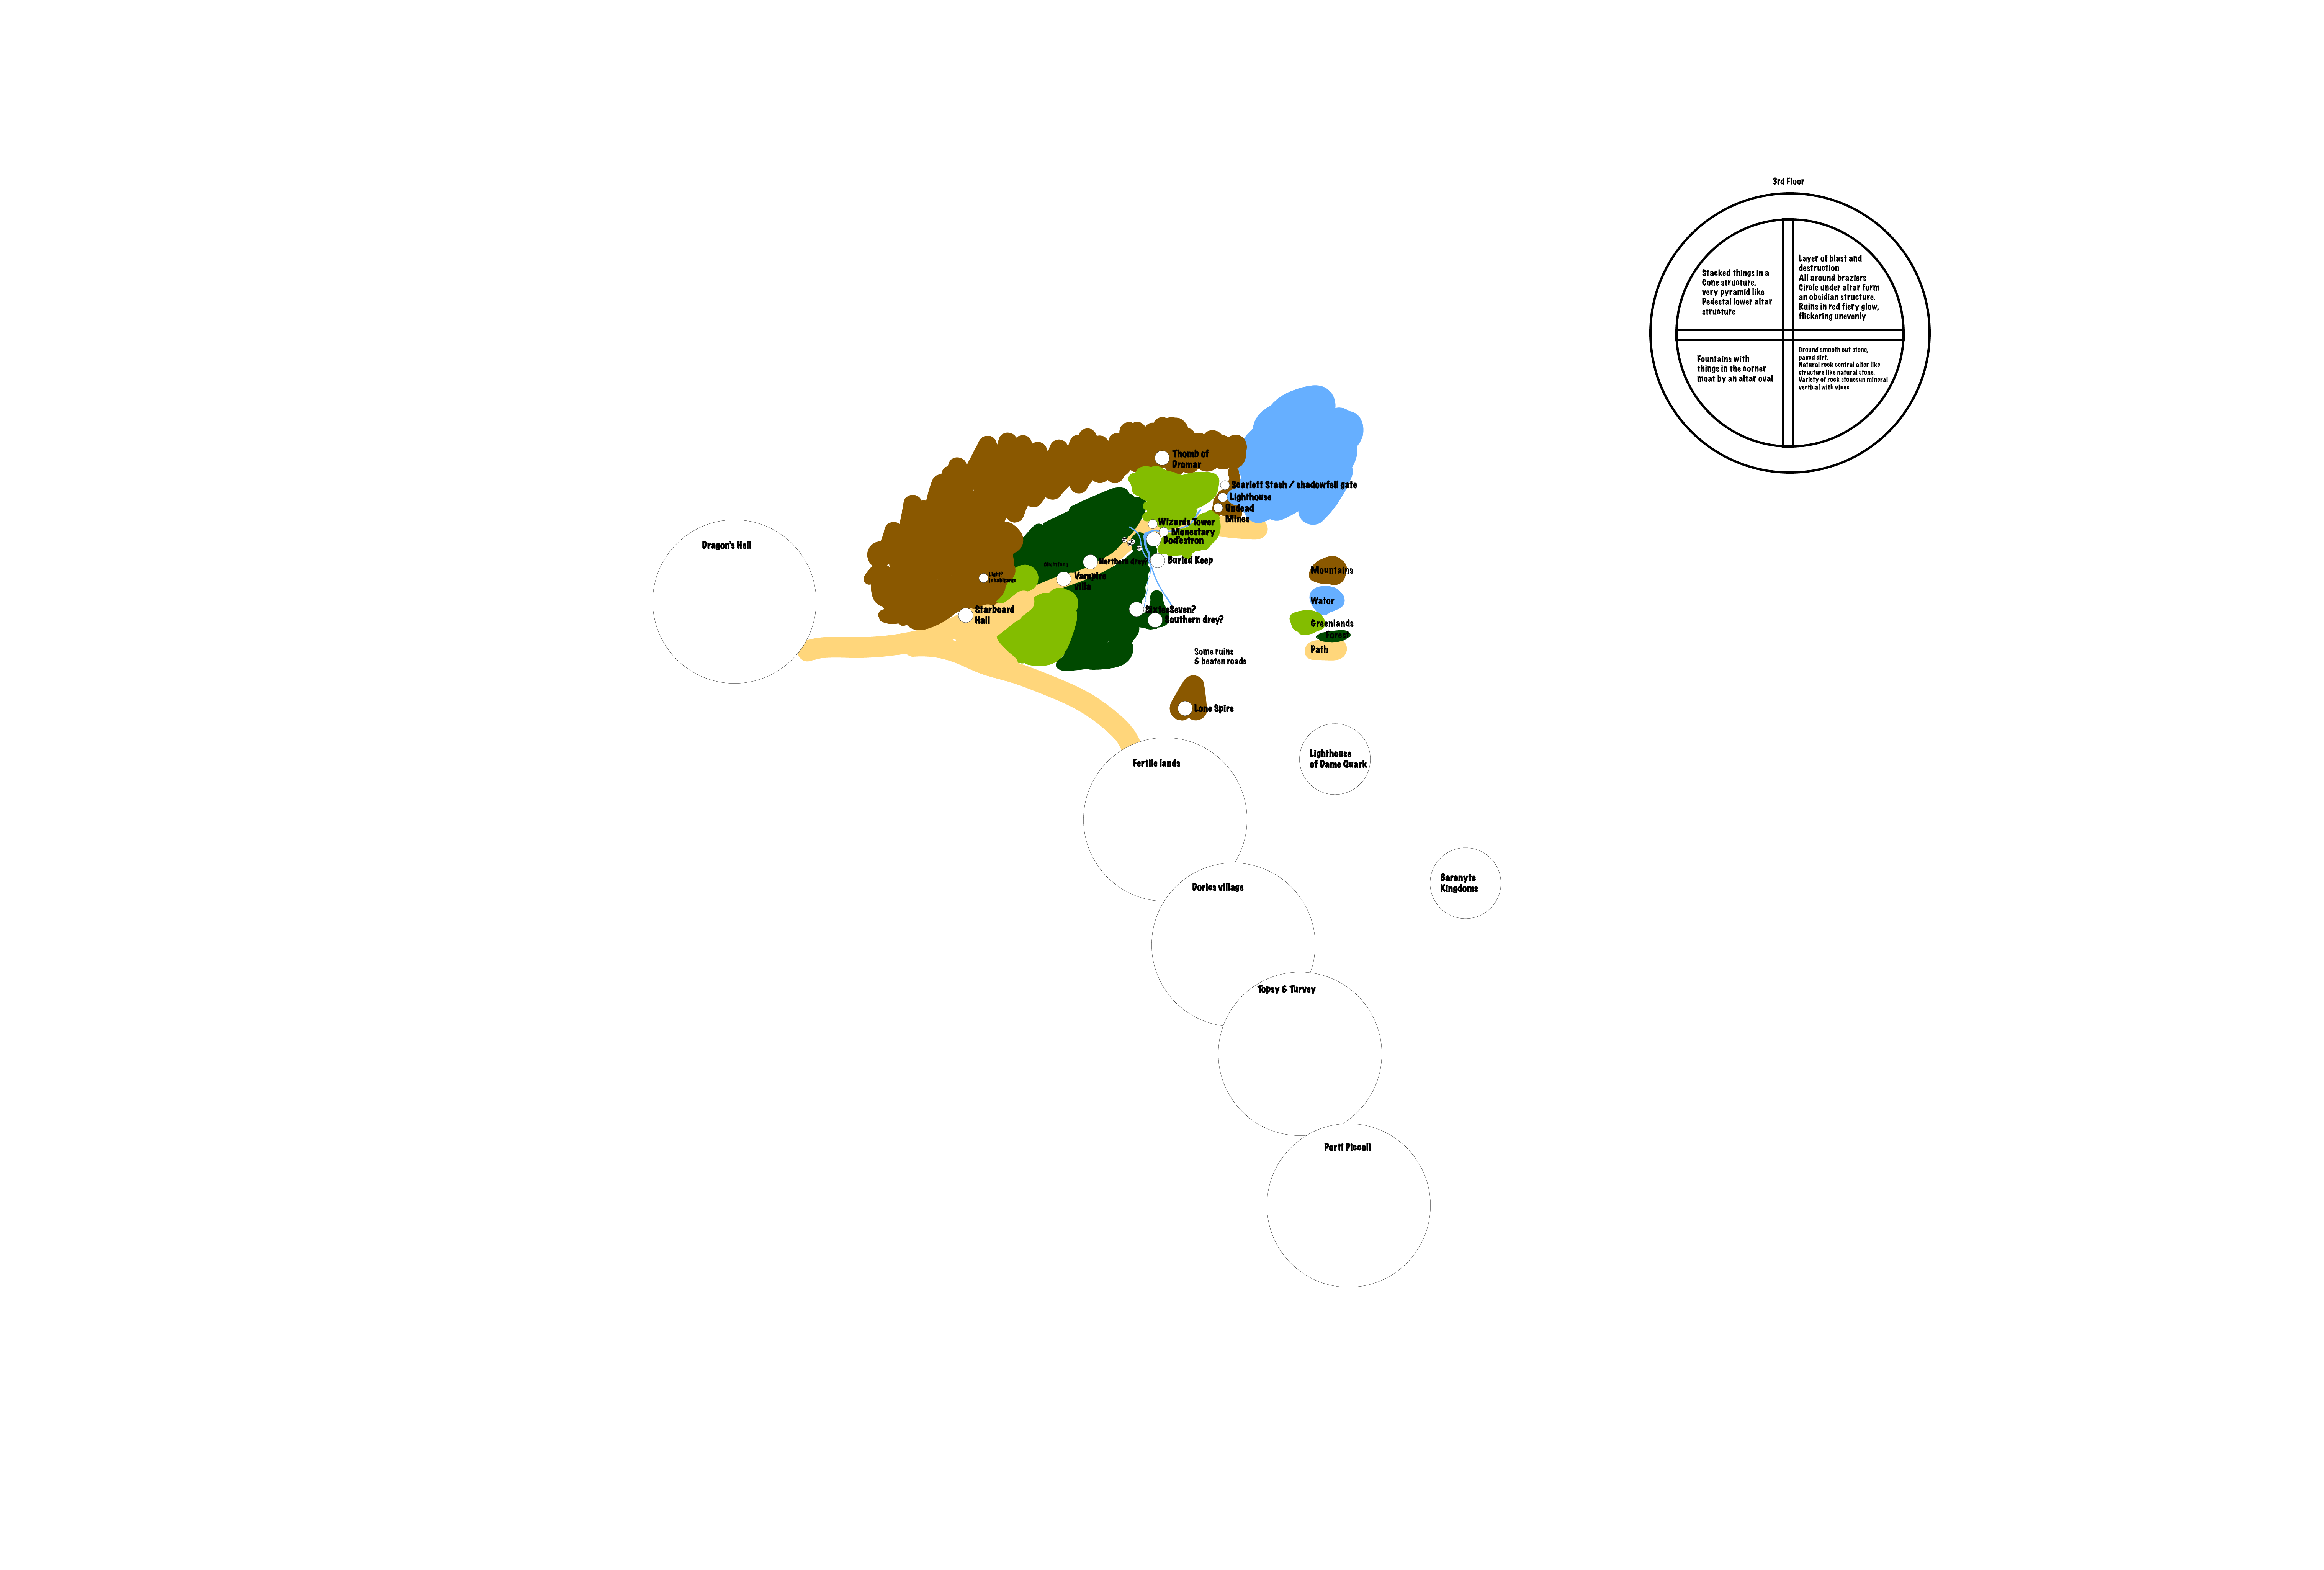 3rd Floor
Stacked things in a
Cone structure,
very pyramid like
Pedestal lower altar
structure
Layer of blast and
destruction
All around braziers
Circle under altar form
an obsidian structure.
Ruins in red fiery glow,
flickering unevenly
Fountains with
things in the corner
moat by an altar oval
Ground smooth cut stone,
paved dirt.
Natural rock central alter like
structure like natural stone.
Variety of rock stonesun mineral
vertical with vines
Thomb of
Dromar
Scarlett Stash / shadowfell gate
Lighthouse
Undead
Mines
Wizards Tower
Monestary
Dod'estron
Buried Keep
Northern drey?
Vampire
villa
Light?
Inhabitants
Starboard
Hall
Seven?
Southern drey?
Dragon's Hell
Mountains
Wator
Greenlands
Forest
Path
Some ruins
& beaten roads
Lone Spire
Lighthouse
of Dame Quark
Fertile lands
Baronyte
Kingdoms
Dorics village
Topsy & Turvey
Porti Piccoli